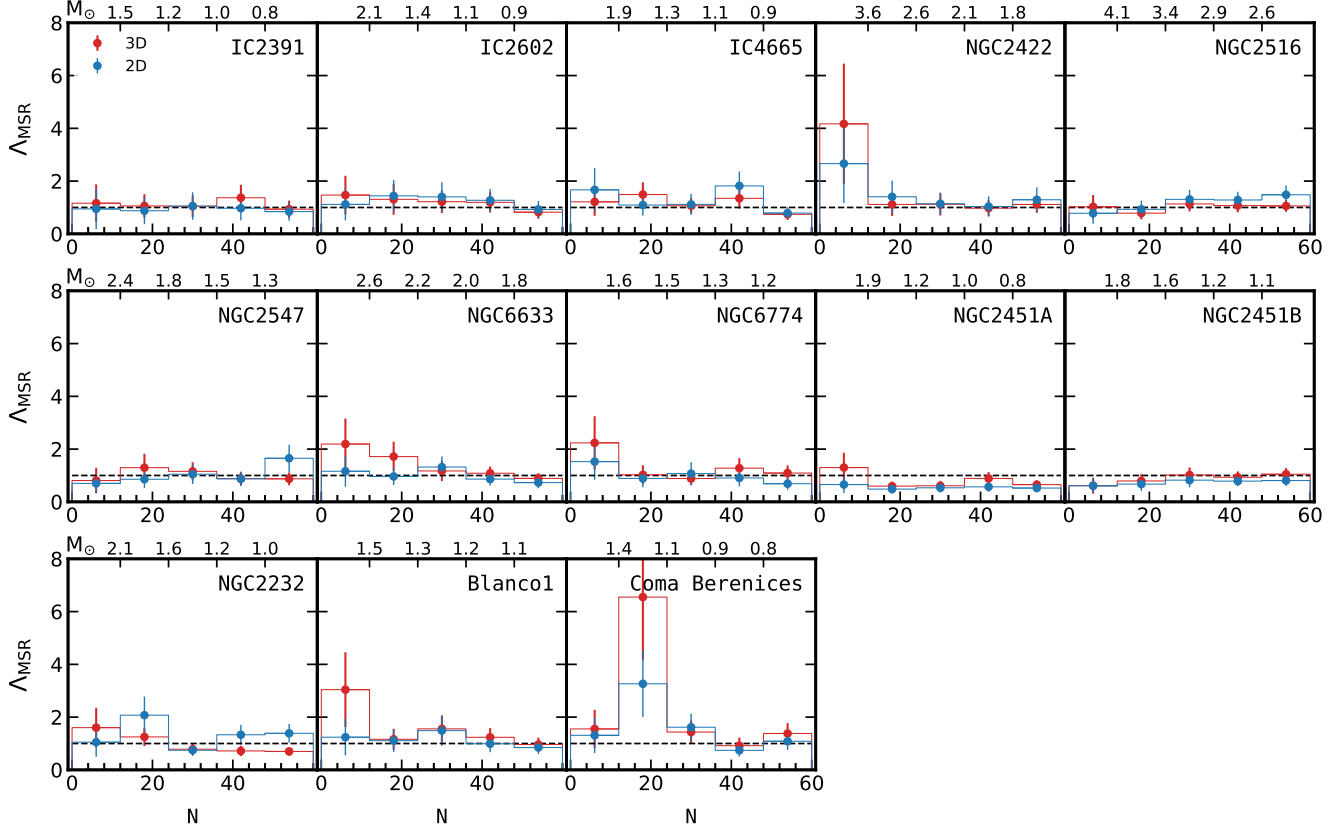 M⊙ 1.5 1.2 1.0 0.8 2.1 1.4 1.1 0.9 1.9 1.3 1.1 0.9 3.6 2.6 2.1 1.8 4.1 3.4 2.9 2.6
8 3D IC2391 IC2602 IC4665 NGC2422 NGC2516
2D
6
Λ_MSR
4
2
0
0 20 40 0 20 40 0 20 40 0 20 40 0 20 40 60
M⊙ 2.4 1.8 1.5 1.3 2.6 2.2 2.0 1.8 1.6 1.5 1.3 1.2 1.9 1.2 1.0 0.8 1.8 1.6 1.2 1.1
8 NGC2547 NGC6633 NGC6774 NGC2451A NGC2451B
6
Λ_MSR
4
2
0
0 20 40 0 20 40 0 20 40 0 20 40 0 20 40 60
M⊙ 2.1 1.6 1.2 1.0 1.5 1.3 1.2 1.1 1.4 1.1 0.9 0.8
8 NGC2232 Blanco1 Coma Berenices
6
Λ_MSR
4
2
0
0 20 40 0 20 40 0 20 40 60
N N N